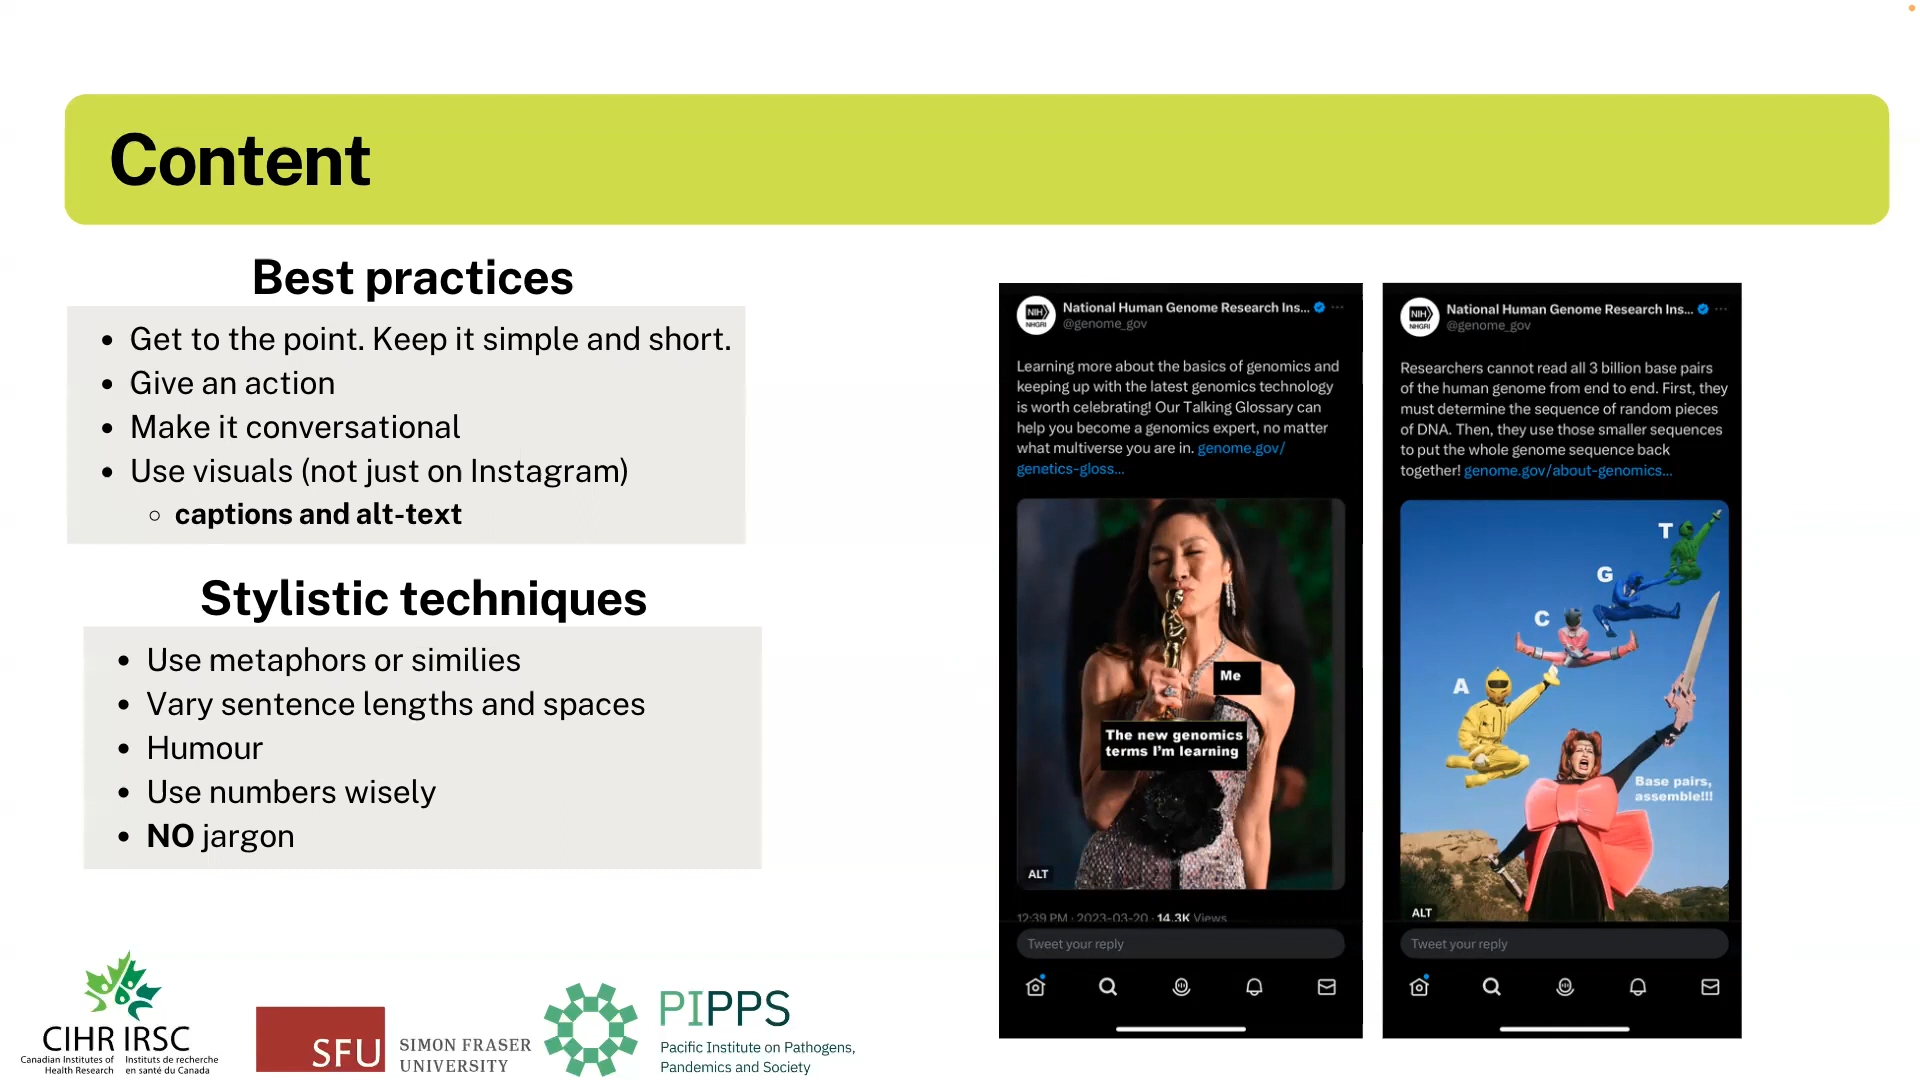 Content
Best practices
Get to the point. Keep it simple and short.
Give an action
Make it conversational
Use visuals (not just on Instagram)
captions and alt-text
Stylistic techniques
Use metaphors or similies
Vary sentence lengths and spaces
Humour
Use numbers wisely
NO jargon
NIH
NHGRI
National Human Genome Research Ins...
@genome_gov
Learning more about the basics of genomics and
keeping up with the latest genomics technology
is worth celebrating! Our Talking Glossary can
help you become a genomics expert, no matter
what multiverse you are in. genome.gov/
genetics-gloss...
Me
The new genomics
terms I'm learning
ALT
12:39 PM · 2023-03-20 · 14.3K Views
Tweet your reply
NIH
NHGRI
National Human Genome Research Ins...
@genome_gov
Researchers cannot read all 3 billion base pairs
of the human genome from end to end. First, they
must determine the sequence of random pieces
of DNA. Then, they use those smaller sequences
to put the whole genome sequence back
together! genome.gov/about-genomics...
T
G
C
A
Base pairs,
assemble!!!
ALT
Tweet your reply
CIHR IRSC
Canadian Institutes of Health Research
Instituts de recherche en santé du Canada
SFU
SIMON FRASER
UNIVERSITY
PIPPS
Pacific Institute on Pathogens,
Pandemics and Society